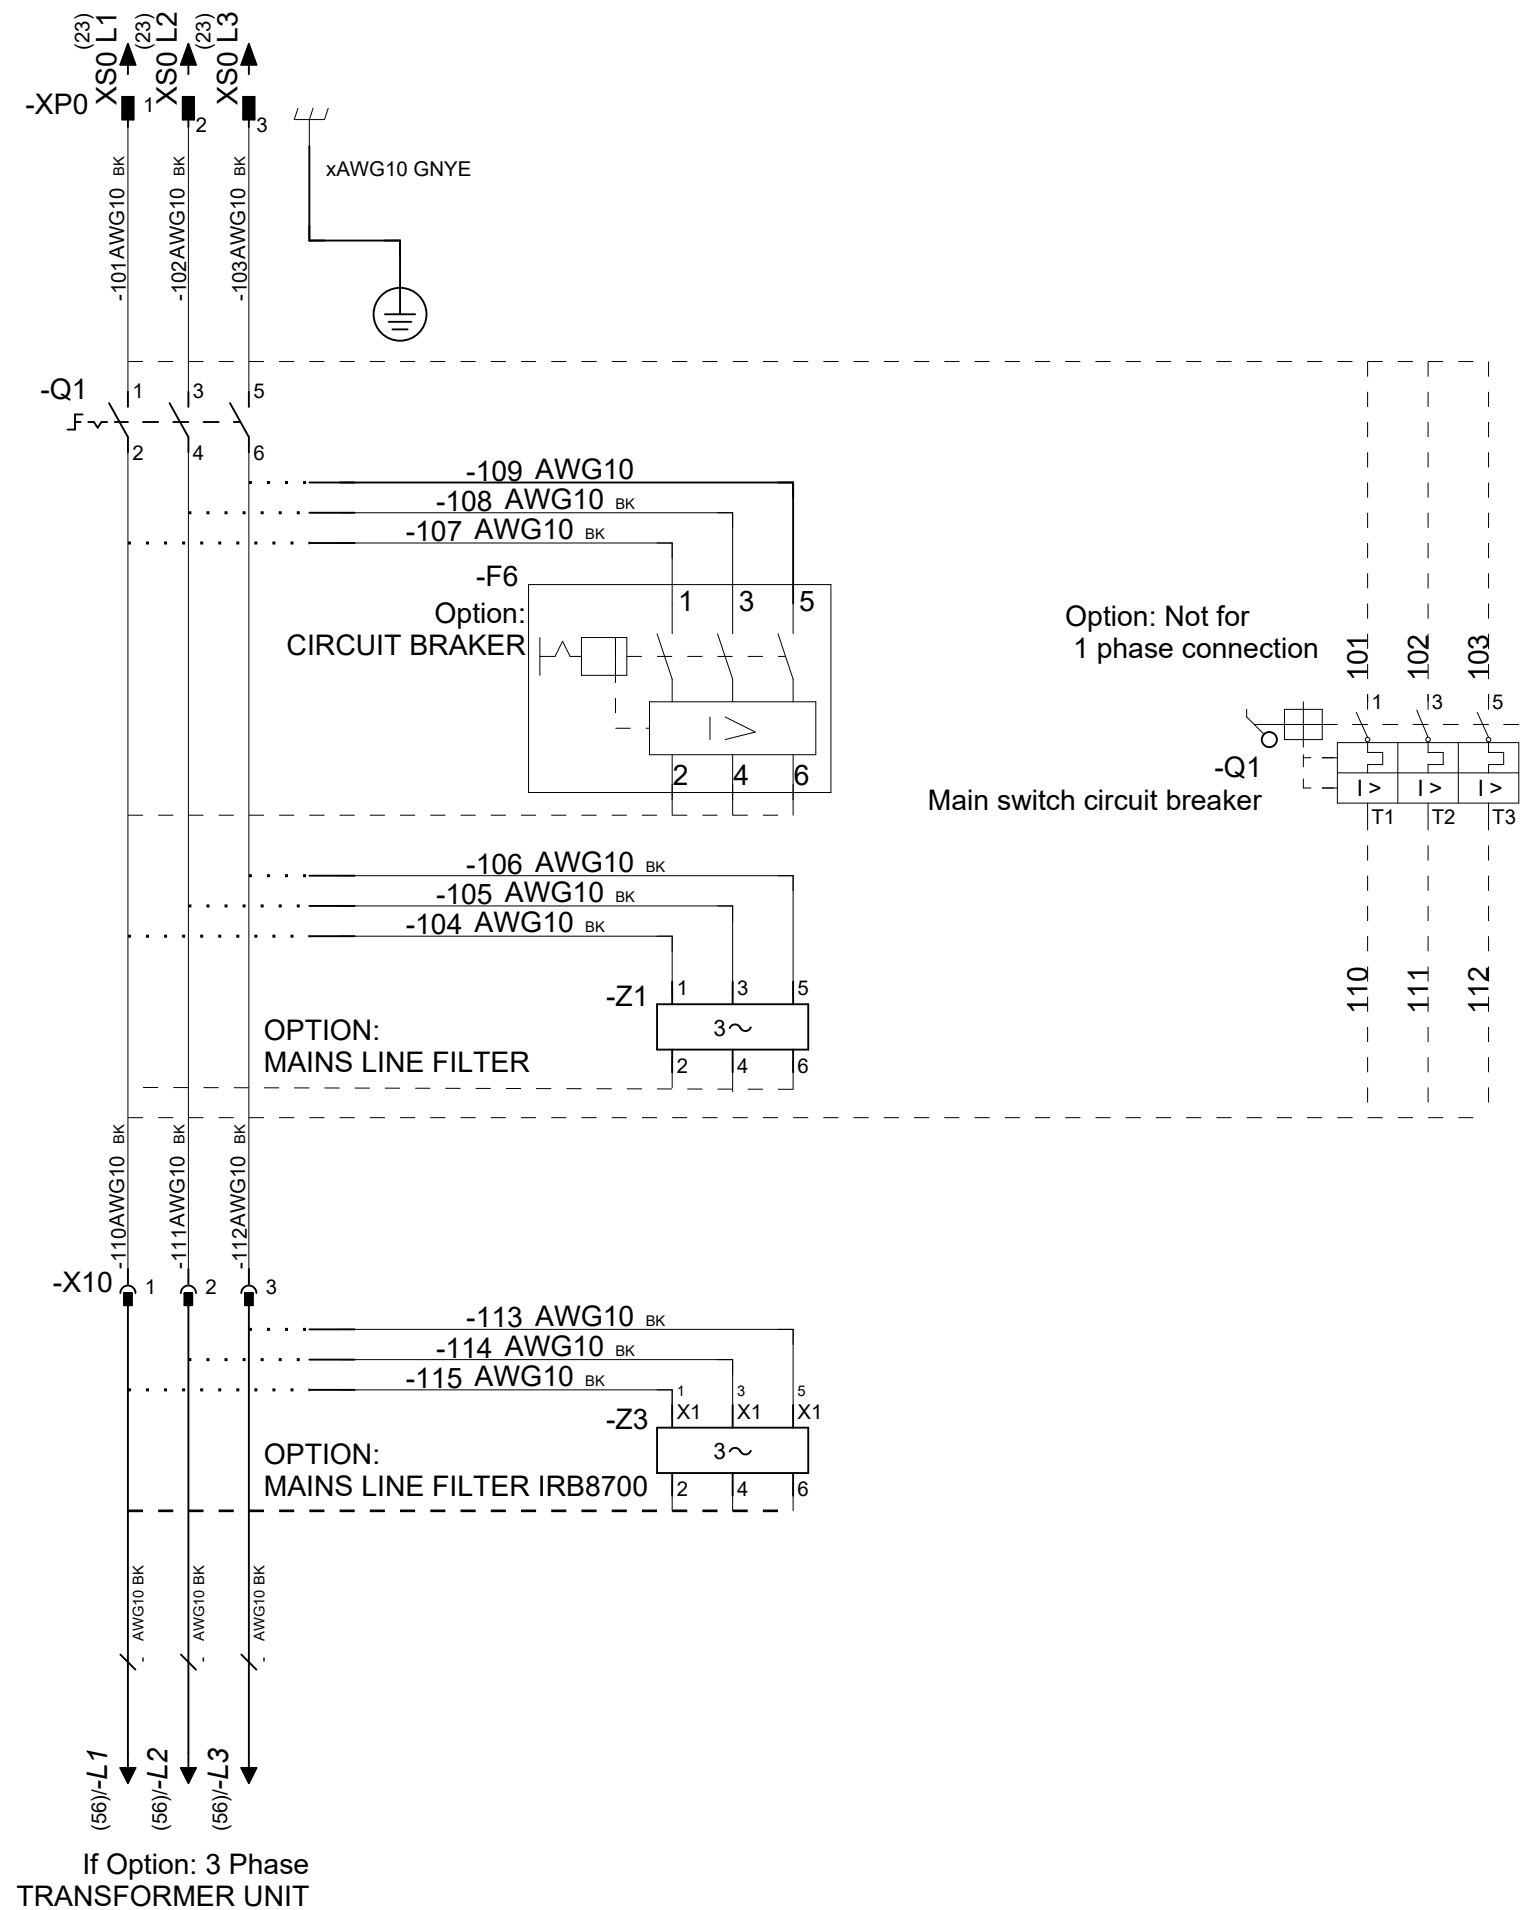 (23)
XS0 L1
(23)
XS0 L2
(23)
XS0 L3
-XP0
1
2
3
-101AWG10 BK
-102AWG10 BK
-103AWG10 BK
xAWG10 GNYE
-Q1
1
3
5
2
4
6
-109 AWG10
-108 AWG10 BK
-107 AWG10 BK
-F6
Option:
CIRCUIT BRAKER
1
3
5
I >
2
4
6
Option: Not for
1 phase connection
101
102
103
1
3
5
-Q1
Main switch circuit breaker
I >
I >
I >
T1
T2
T3
110
111
112
-106 AWG10 BK
-105 AWG10 BK
-104 AWG10 BK
-Z1
1
3
5
3~
2
4
6
OPTION:
MAINS LINE FILTER
-110AWG10 BK
-111AWG10 BK
-112AWG10 BK
-X10
1
2
3
-113 AWG10 BK
-114 AWG10 BK
-115 AWG10 BK
-Z3
1
3
5
X1
X1
X1
3~
2
4
6
OPTION:
MAINS LINE FILTER IRB8700
AWG10 BK
AWG10 BK
AWG10 BK
-
-
-
(56)/-L1
(56)/-L2
(56)/-L3
If Option: 3 Phase
TRANSFORMER UNIT